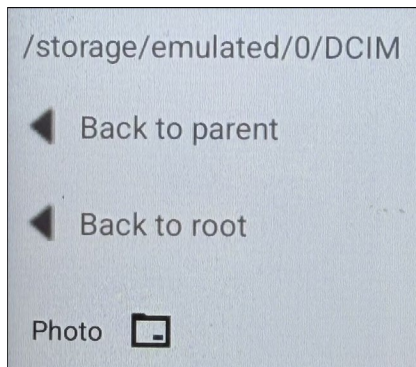 /storage/emulated/0/DCIM
Back to parent
Back to root
Photo